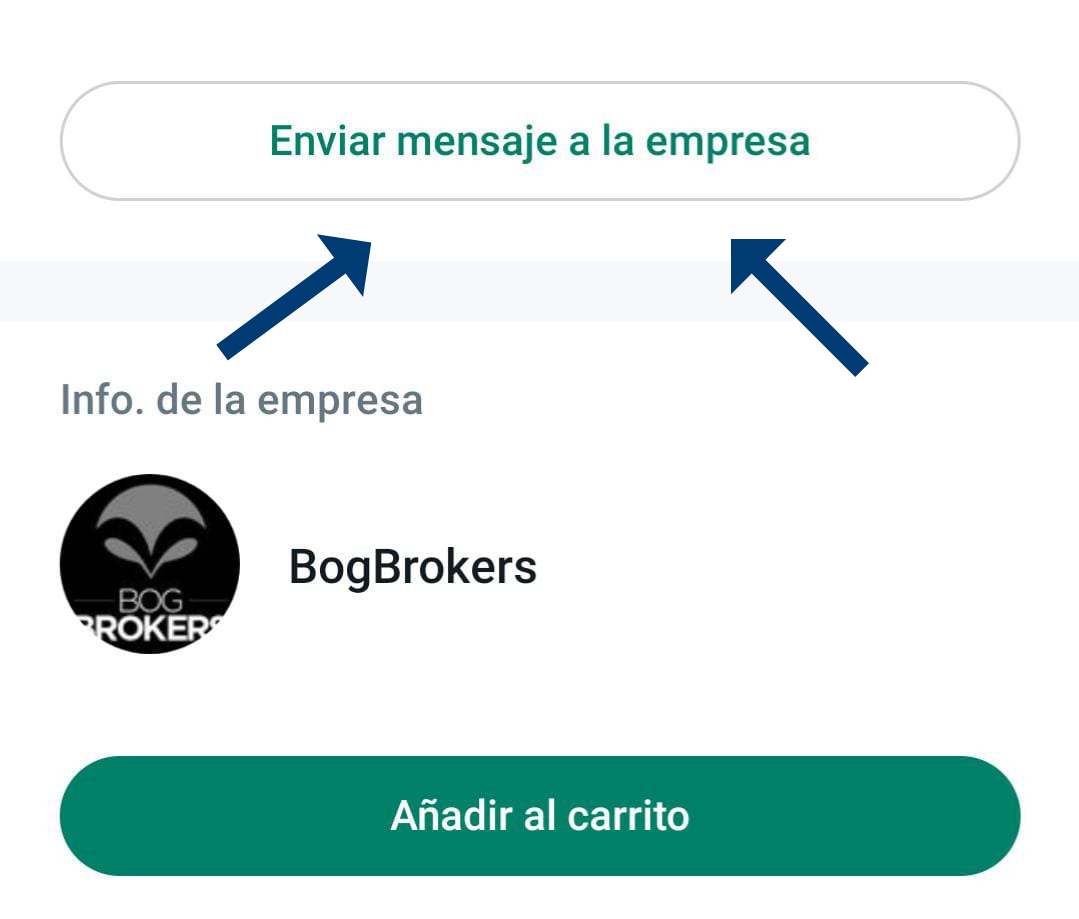 Enviar mensaje a la empresa
Info. de la empresa
BOG
BROKERS
BogBrokers
Añadir al carrito